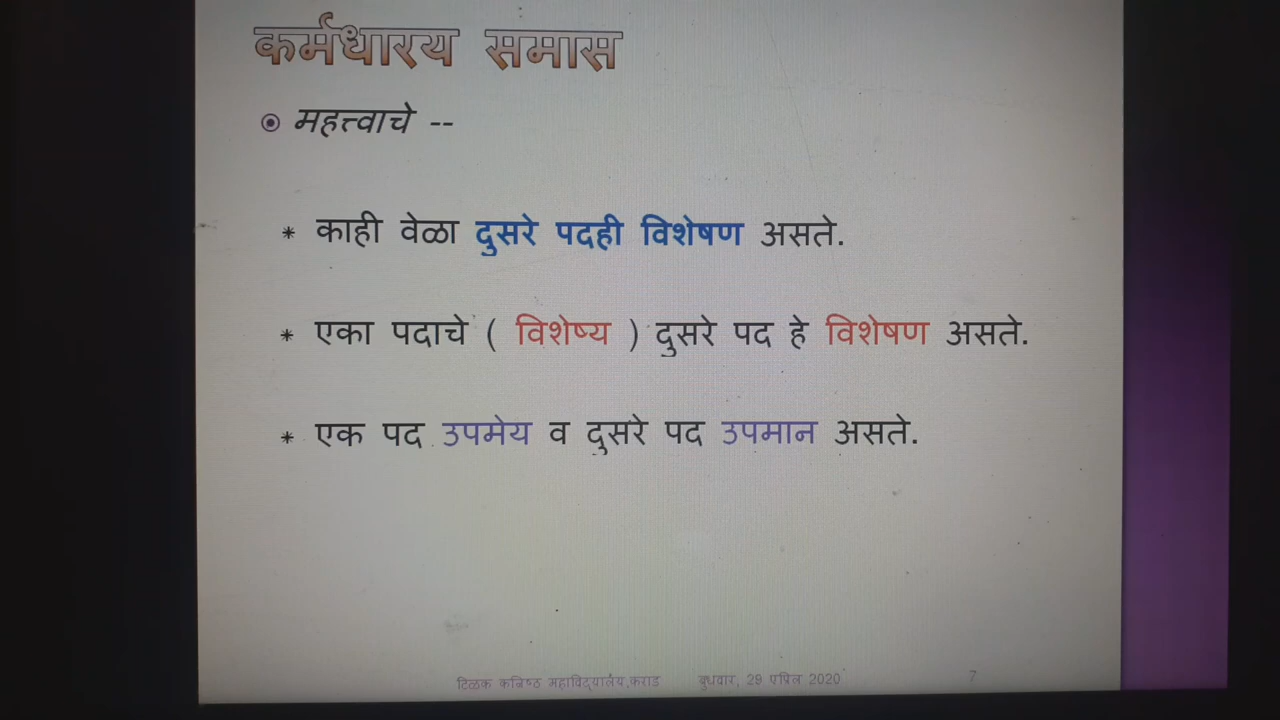 कर्मधारय समास
महत्त्वाचे --
* काही वेळा दुसरे पदही विशेषण असते.
* एका पदाचे ( विशेष्य ) दुसरे पद हे विशेषण असते.
* एक पद उपमेय व दुसरे पद उपमान असते.
टिळक कनिष्ठ महाविद्यालय,कराड बुधवार, 29 एप्रिल 2020 7